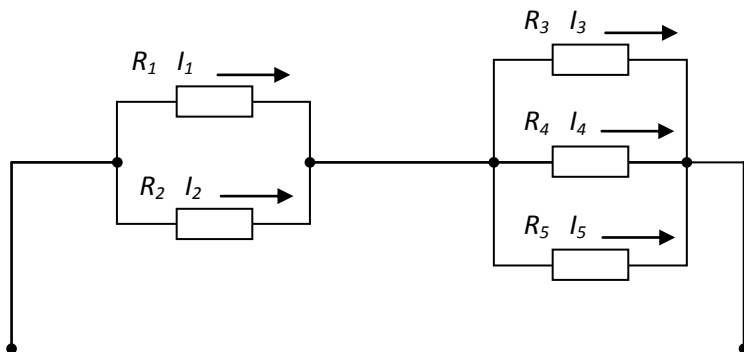 R₁ I₁
R₂ I₂
R₃ I₃
R₄ I₄
R₅ I₅